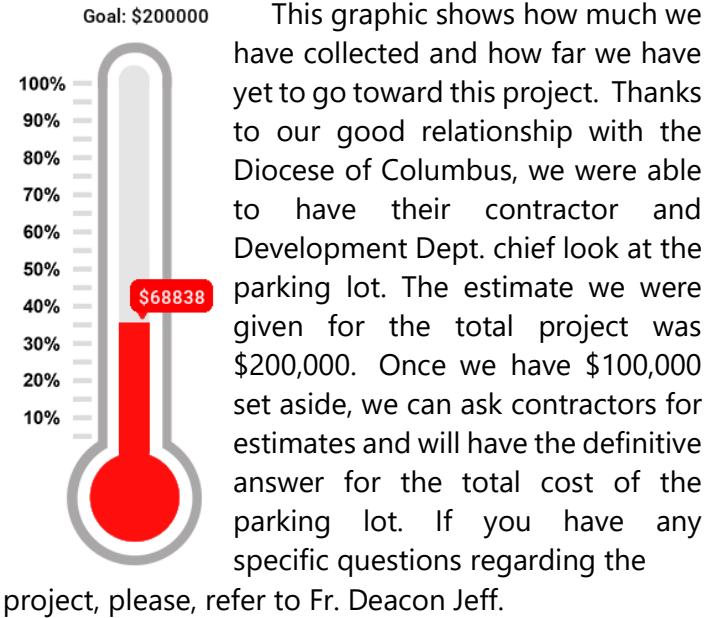 Goal: $200000
100%
90%
80%
70%
60%
50%
40%
30%
20%
10%
$68838
This graphic shows how much we
have collected and how far we have
yet to go toward this project. Thanks
to our good relationship with the
Diocese of Columbus, we were able
to have their contractor and
Development Dept. chief look at the
parking lot. The estimate we were
given for the total project was
$200,000. Once we have $100,000
set aside, we can ask contractors for
estimates and will have the definitive
answer for the total cost of the
parking lot. If you have any
specific questions regarding the
project, please, refer to Fr. Deacon Jeff.